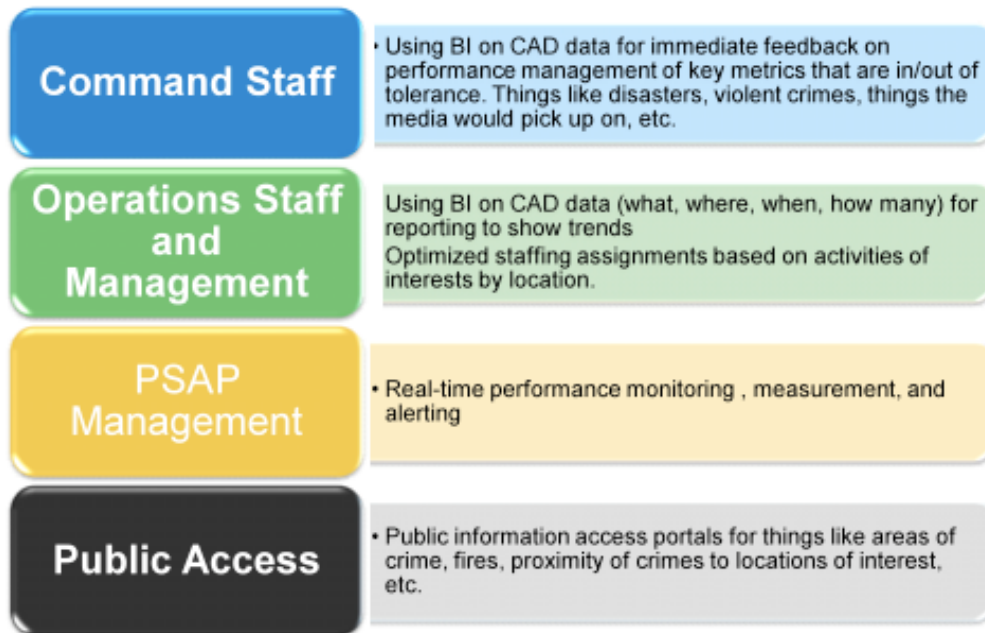 Command Staff
• Using BI on CAD data for immediate feedback on
performance management of key metrics that are in/out of
tolerance. Things like disasters, violent crimes, things the
media would pick up on, etc.
Operations Staff
and
Management
Using BI on CAD data (what, where, when, how many) for
reporting to show trends
Optimized staffing assignments based on activities of
interests by location.
PSAP
Management
• Real-time performance monitoring , measurement, and
alerting
Public Access
• Public information access portals for things like areas of
crime, fires, proximity of crimes to locations of interest,
etc.